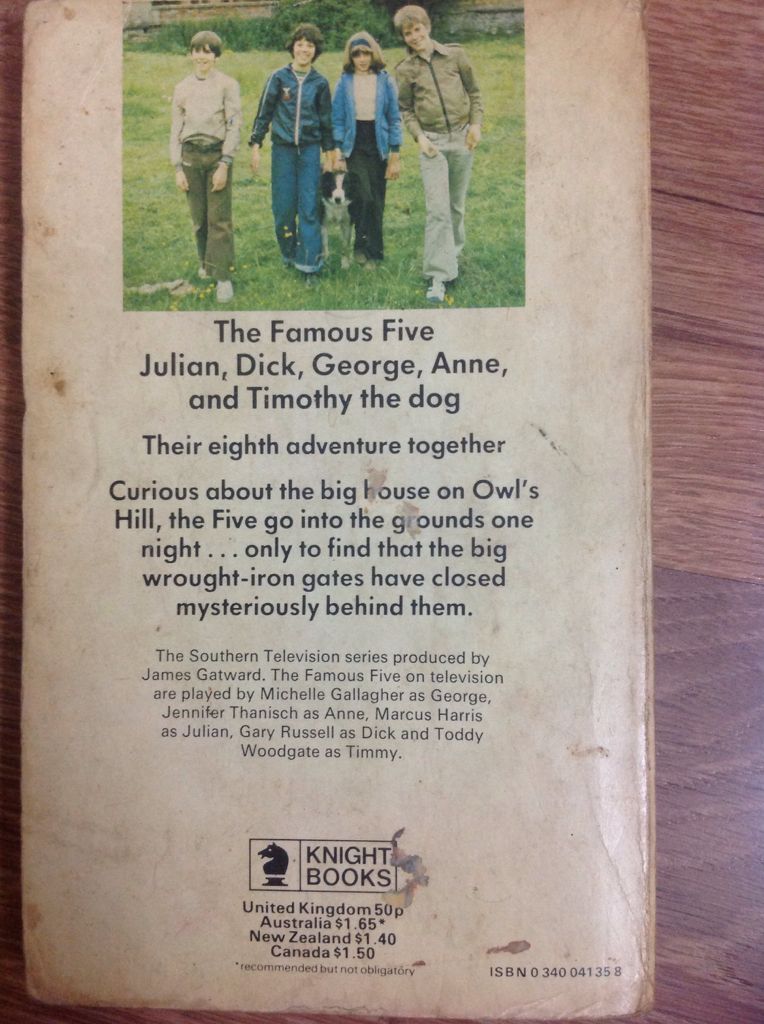 The Famous Five
Julian, Dick, George, Anne,
and Timothy the dog
Their eighth adventure together
Curious about the big house on Owl's
Hill, the Five go into the grounds one
night . . . only to find that the big
wrought-iron gates have closed
mysteriously behind them.
The Southern Television series produced by
James Gatward. The Famous Five on television
are played by Michelle Gallagher as George,
Jennifer Thanisch as Anne, Marcus Harris
as Julian, Gary Russell as Dick and Toddy
Woodgate as Timmy.
KNIGHT
BOOKS
United Kingdom 50p
Australia $1.65*
New Zealand $1.40
Canada $1.50
*recommended but not obligatory
ISBN 0 340 04135 8